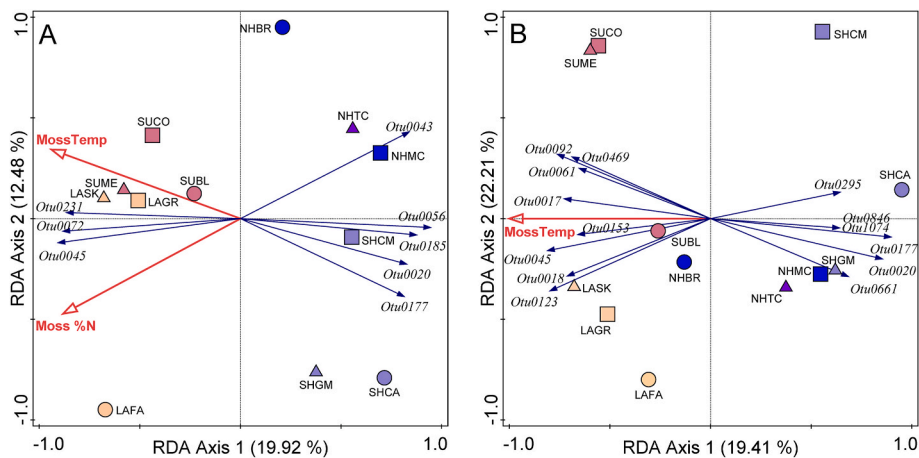 A
1.0
NHBR
NHTC
Otu0043
SUCO
MossTemp
NHMC
SUME
SUBL
LASK
LAGR
Otu0231
Otu0072
Otu0045
Otu0056
SHCM
Otu0185
Otu0020
Otu0177
Moss %N
SHGM
SHCA
LAFA
RDA Axis 2 (12.48 %)
-1.0
-1.0
RDA Axis 1 (19.92 %)
1.0
B
1.0
SUCO
SUME
SHCM
Otu0092
Otu0469
Otu0061
Otu0017
Otu0295
SHCA
MossTemp
Otu0153
Otu0846
Otu1074
SUBL
Otu0177
Otu0045
NHBR
SHGM
Otu0020
Otu0018
NHMC
Otu0661
LASK
NHTC
Otu0123
LAGR
LAFA
RDA Axis 2 (22.21 %)
-1.0
-1.0
RDA Axis 1 (19.41 %)
1.0